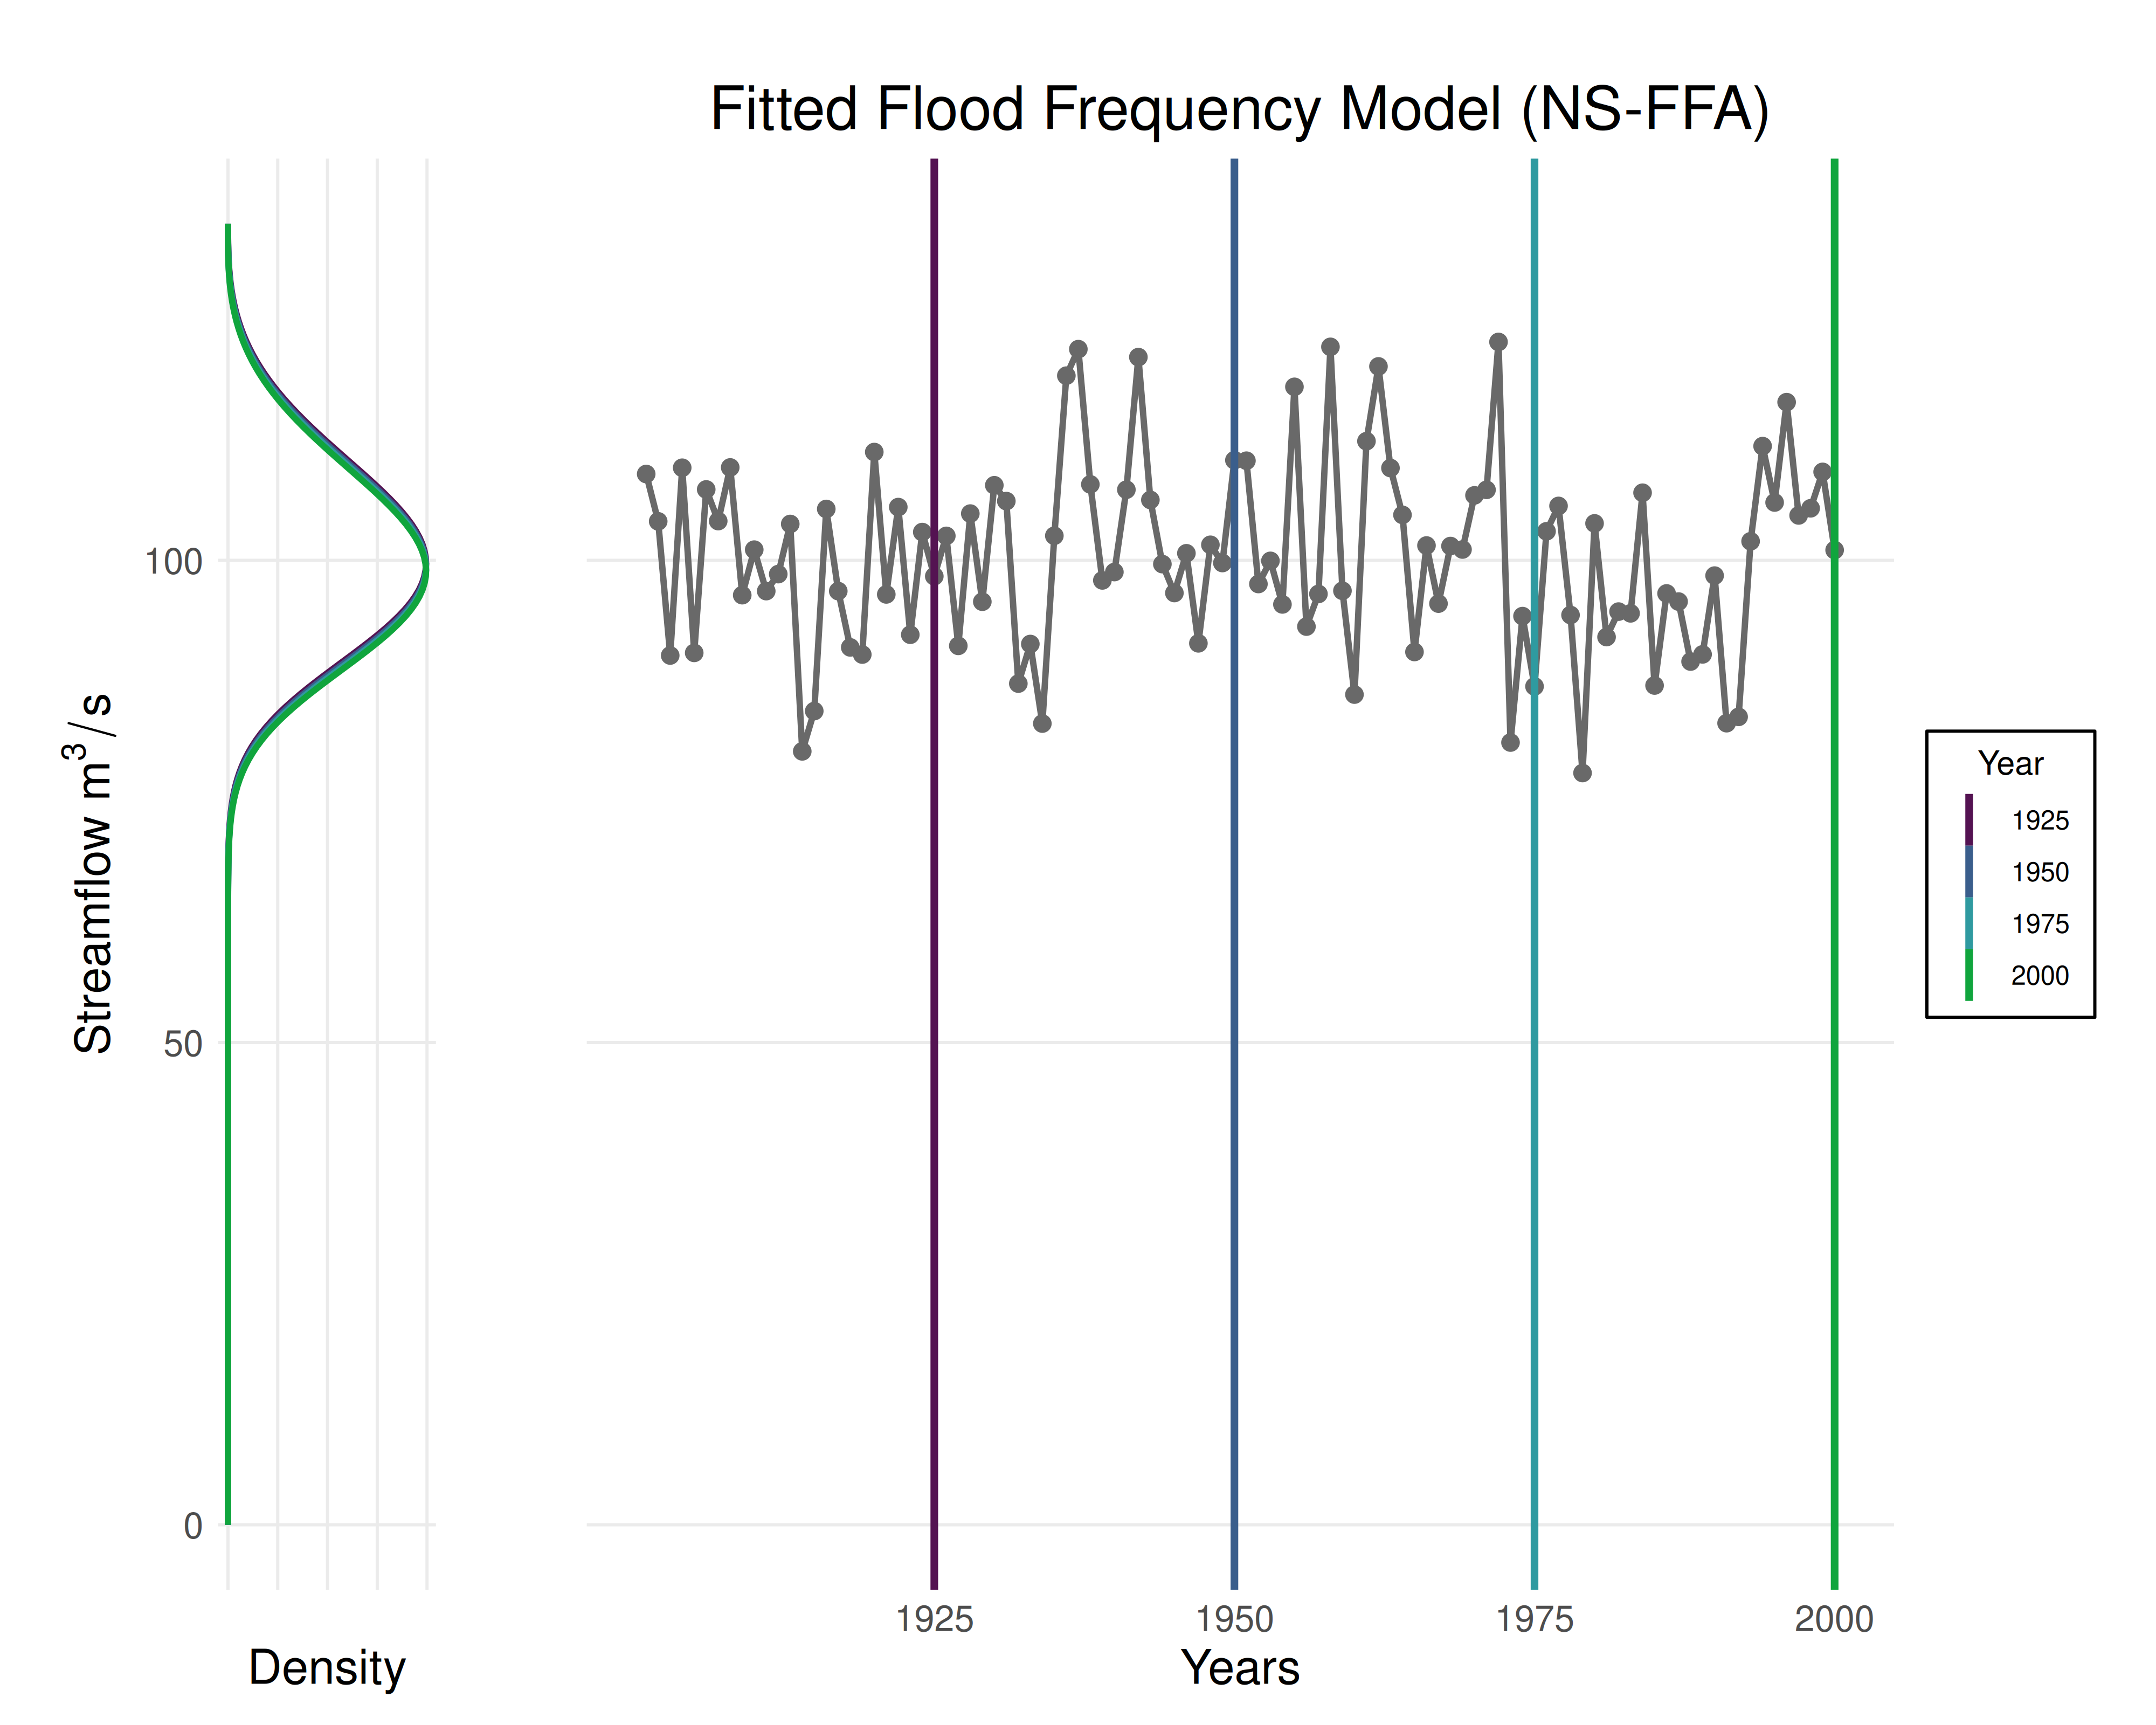 Fitted Flood Frequency Model (NS-FFA)
Streamflow m³/s
100
50
0
Density
1925
1950
1975
2000
Years
Year
1925
1950
1975
2000